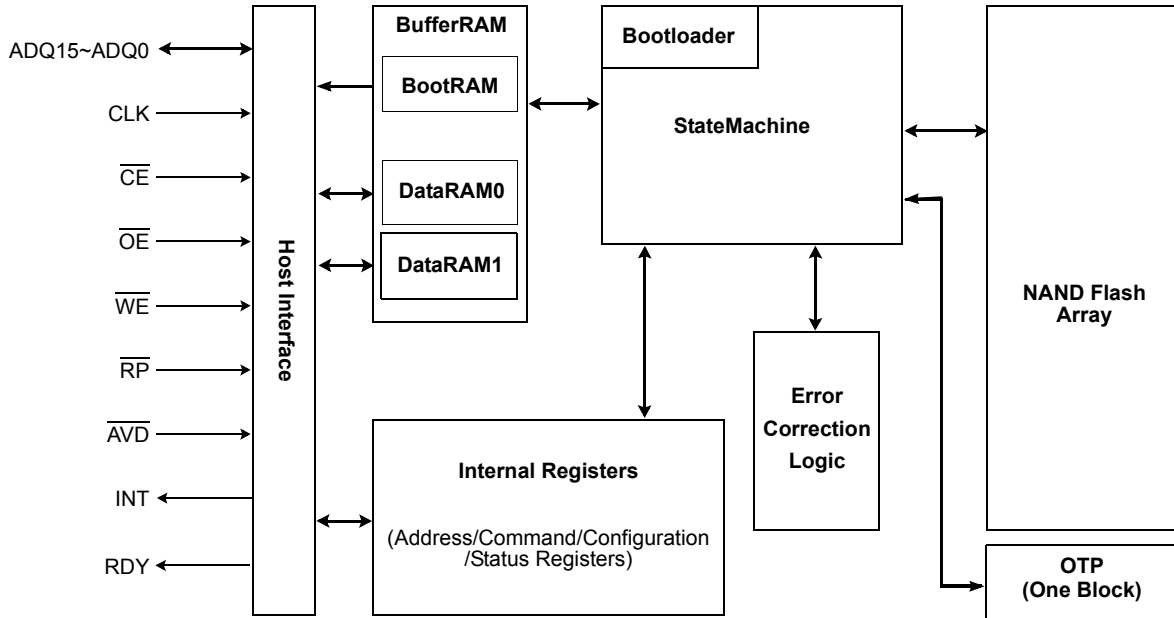 ADQ15~ADQ0
CLK
CE
OE
WE
RP
AVD
INT
RDY
Host Interface
BufferRAM
BootRAM
DataRAM0
DataRAM1
Bootloader
StateMachine
Internal Registers
(Address/Command/Configuration
/Status Registers)
Error
Correction
Logic
NAND Flash
Array
OTP
(One Block)